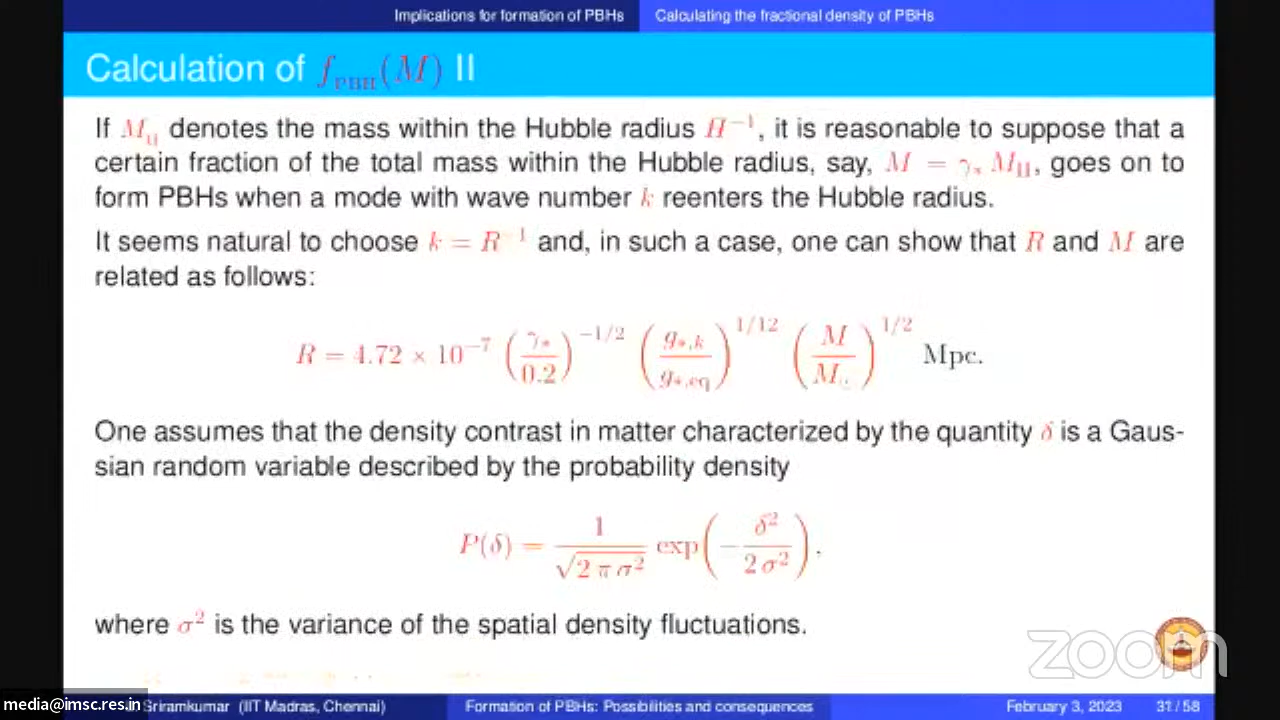 Implications for formation of PBHs Calculating the fractional density of PBHs
Calculation of f_PBH(M) II
If M_H denotes the mass within the Hubble radius H^{-1}, it is reasonable to suppose that a
certain fraction of the total mass within the Hubble radius, say, M = γ_* M_H, goes on to
form PBHs when a mode with wave number k reenters the Hubble radius.
It seems natural to choose k = R^{-1} and, in such a case, one can show that R and M are
related as follows:
R = 4.72 × 10^{-7} (γ_*/0.2)^{-1/2} (g_{*,k}/g_{*,eq})^{1/12} (M/M_⊙)^{1/2} Mpc.
One assumes that the density contrast in matter characterized by the quantity δ is a Gaus-
sian random variable described by the probability density
P(δ) = 1/√(2 π σ^2) exp(−δ^2/(2 σ^2)),
where σ^2 is the variance of the spatial density fluctuations.
zoom
media@imsc.res.in Sriramkumar (IIT Madras, Chennai) Formation of PBHs: Possibilities and consequences February 3, 2023 31/58